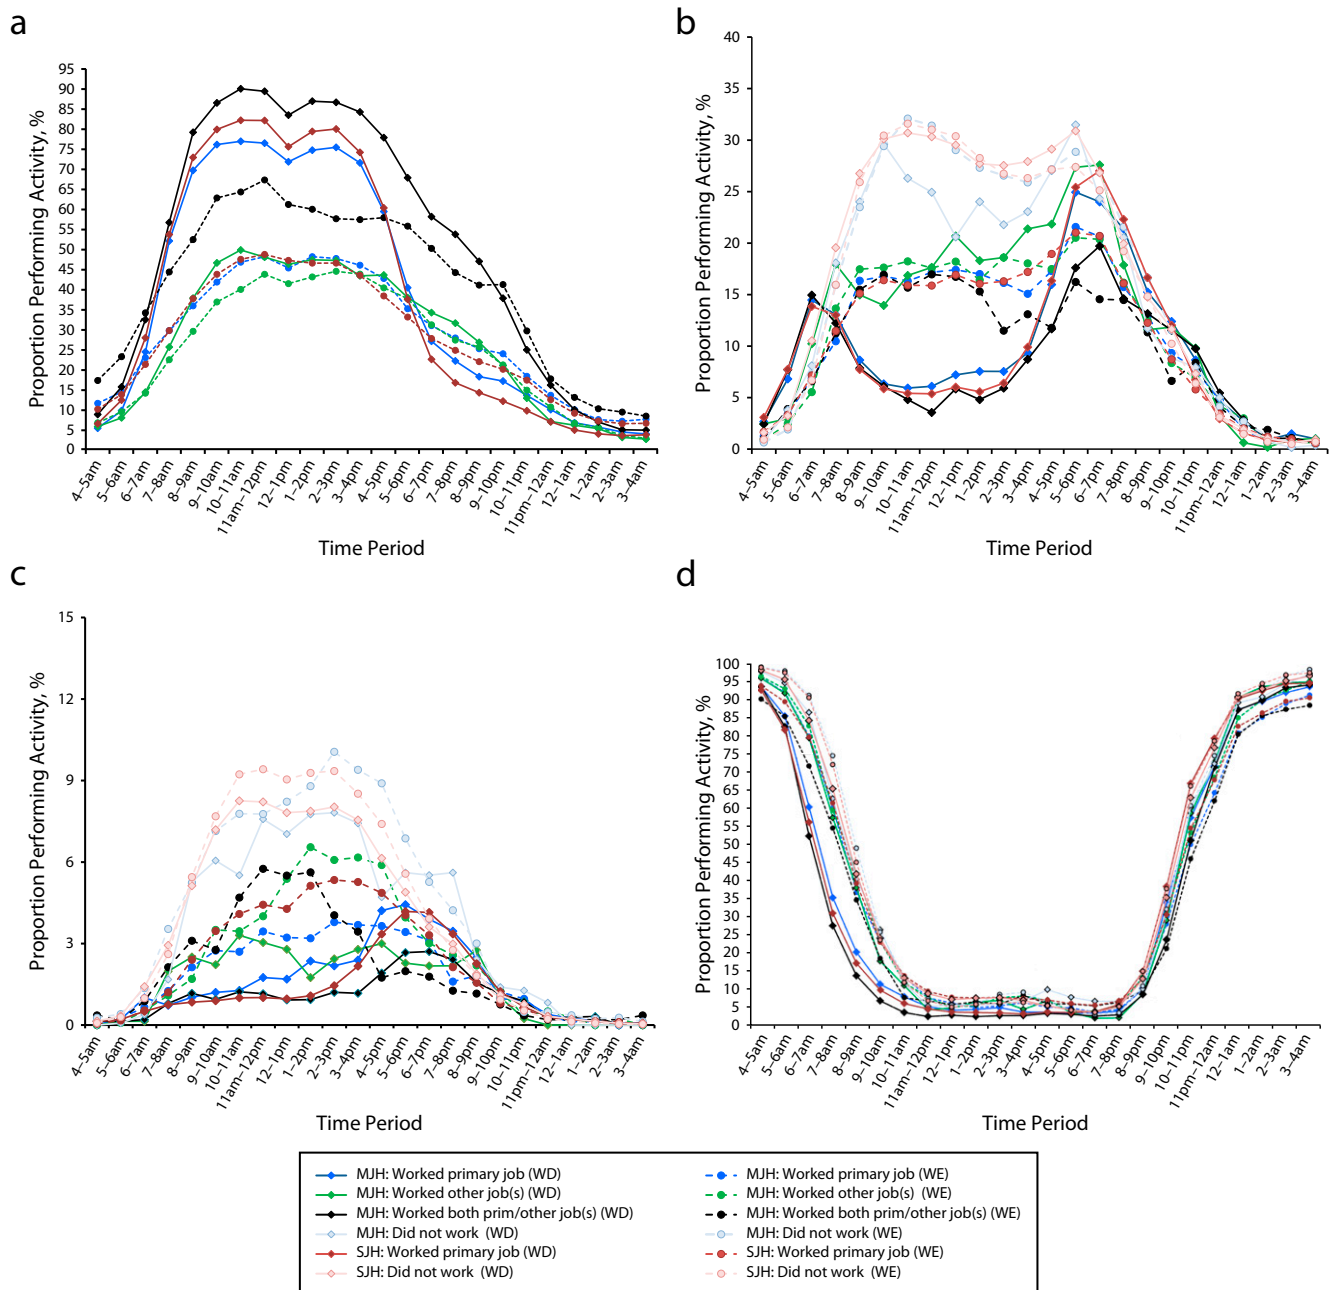 a
Proportion Performing Activity, %
95
90
85
80
75
70
65
60
55
50
45
40
35
30
25
20
15
10
5
0
4–5am
5–6am
6–7am
7–8am
8–9am
9–10am
10–11am
11am–12pm
12–1pm
1–2pm
2–3pm
3–4pm
4–5pm
5–6pm
6–7pm
7–8pm
8–9pm
9–10pm
10–11pm
11pm–12am
12–1am
1–2am
2–3am
3–4am
Time Period
b
Proportion Performing Activity, %
40
35
30
25
20
15
10
5
0
4–5am
5–6am
6–7am
7–8am
8–9am
9–10am
10–11am
11am–12pm
12–1pm
1–2pm
2–3pm
3–4pm
4–5pm
5–6pm
6–7pm
7–8pm
8–9pm
9–10pm
10–11pm
11pm–12am
12–1am
1–2am
2–3am
3–4am
Time Period
c
Proportion Performing Activity, %
15
12
9
6
3
0
4–5am
5–6am
6–7am
7–8am
8–9am
9–10am
10–11am
11am–12pm
12–1pm
1–2pm
2–3pm
3–4pm
4–5pm
5–6pm
6–7pm
7–8pm
8–9pm
9–10pm
10–11pm
11pm–12am
12–1am
1–2am
2–3am
3–4am
Time Period
d
Proportion Performing Activity, %
100
95
90
85
80
75
70
65
60
55
50
45
40
35
30
25
20
15
10
5
0
4–5am
5–6am
6–7am
7–8am
8–9am
9–10am
10–11am
11am–12pm
12–1pm
1–2pm
2–3pm
3–4pm
4–5pm
5–6pm
6–7pm
7–8pm
8–9pm
9–10pm
10–11pm
11pm–12am
12–1am
1–2am
2–3am
3–4am
Time Period
MJH: Worked primary job (WD)
MJH: Worked other job(s) (WD)
MJH: Worked both prim/other job(s) (WD)
MJH: Did not work (WD)
SJH: Worked primary job (WD)
SJH: Did not work (WD)
MJH: Worked primary job (WE)
MJH: Worked other job(s) (WE)
MJH: Worked both prim/other job(s) (WE)
MJH: Did not work (WE)
SJH: Worked primary job (WE)
SJH: Did not work (WE)